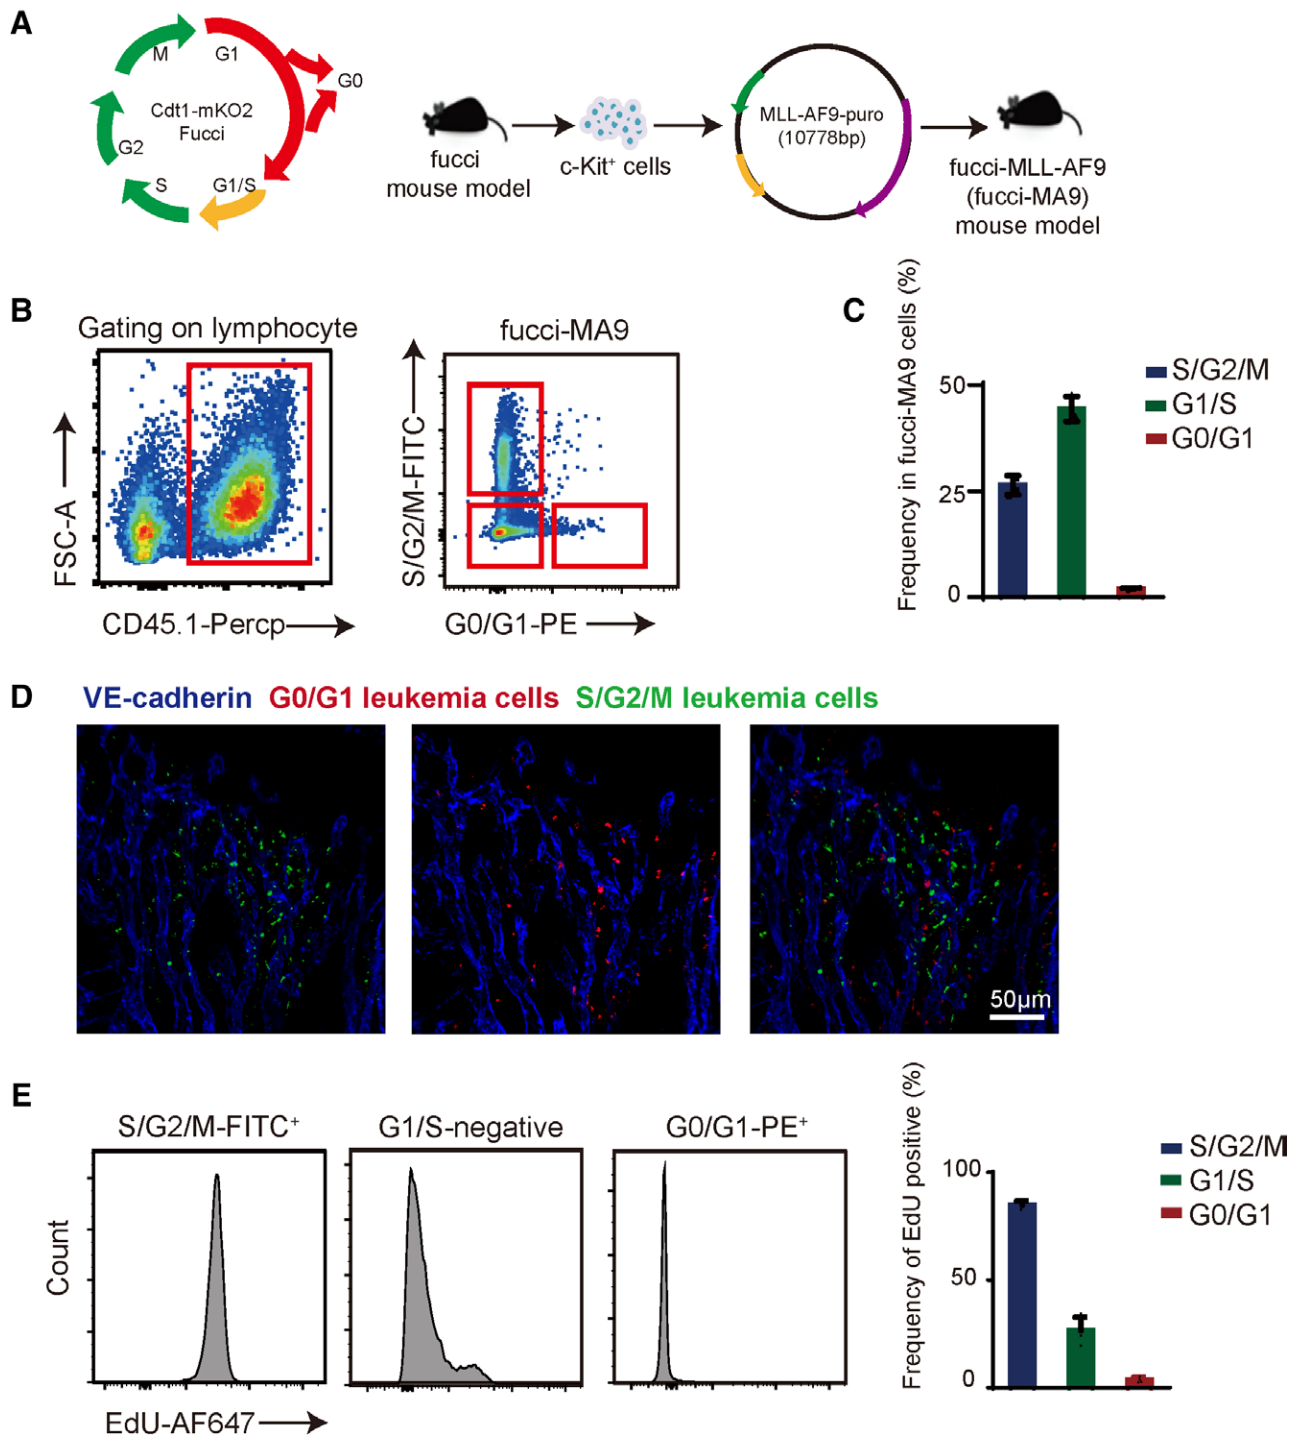 A
M
G1
G0
Cdt1-mKO2
Fucci
G2
S
G1/S
fucci
mouse model
c-Kit⁺ cells
MLL-AF9-puro
(10778bp)
fucci-MLL-AF9
(fucci-MA9)
mouse model
B
Gating on lymphocyte
FSC-A
CD45.1-Percp
fucci-MA9
S/G2/M-FITC
G0/G1-PE
C
Frequency in fucci-MA9 cells (%)
50
25
0
S/G2/M
G1/S
G0/G1
D
VE-cadherin G0/G1 leukemia cells S/G2/M leukemia cells
50μm
E
S/G2/M-FITC⁺
G1/S-negative
G0/G1-PE⁺
Count
EdU-AF647
Frequency of EdU positive (%)
100
50
0
S/G2/M
G1/S
G0/G1